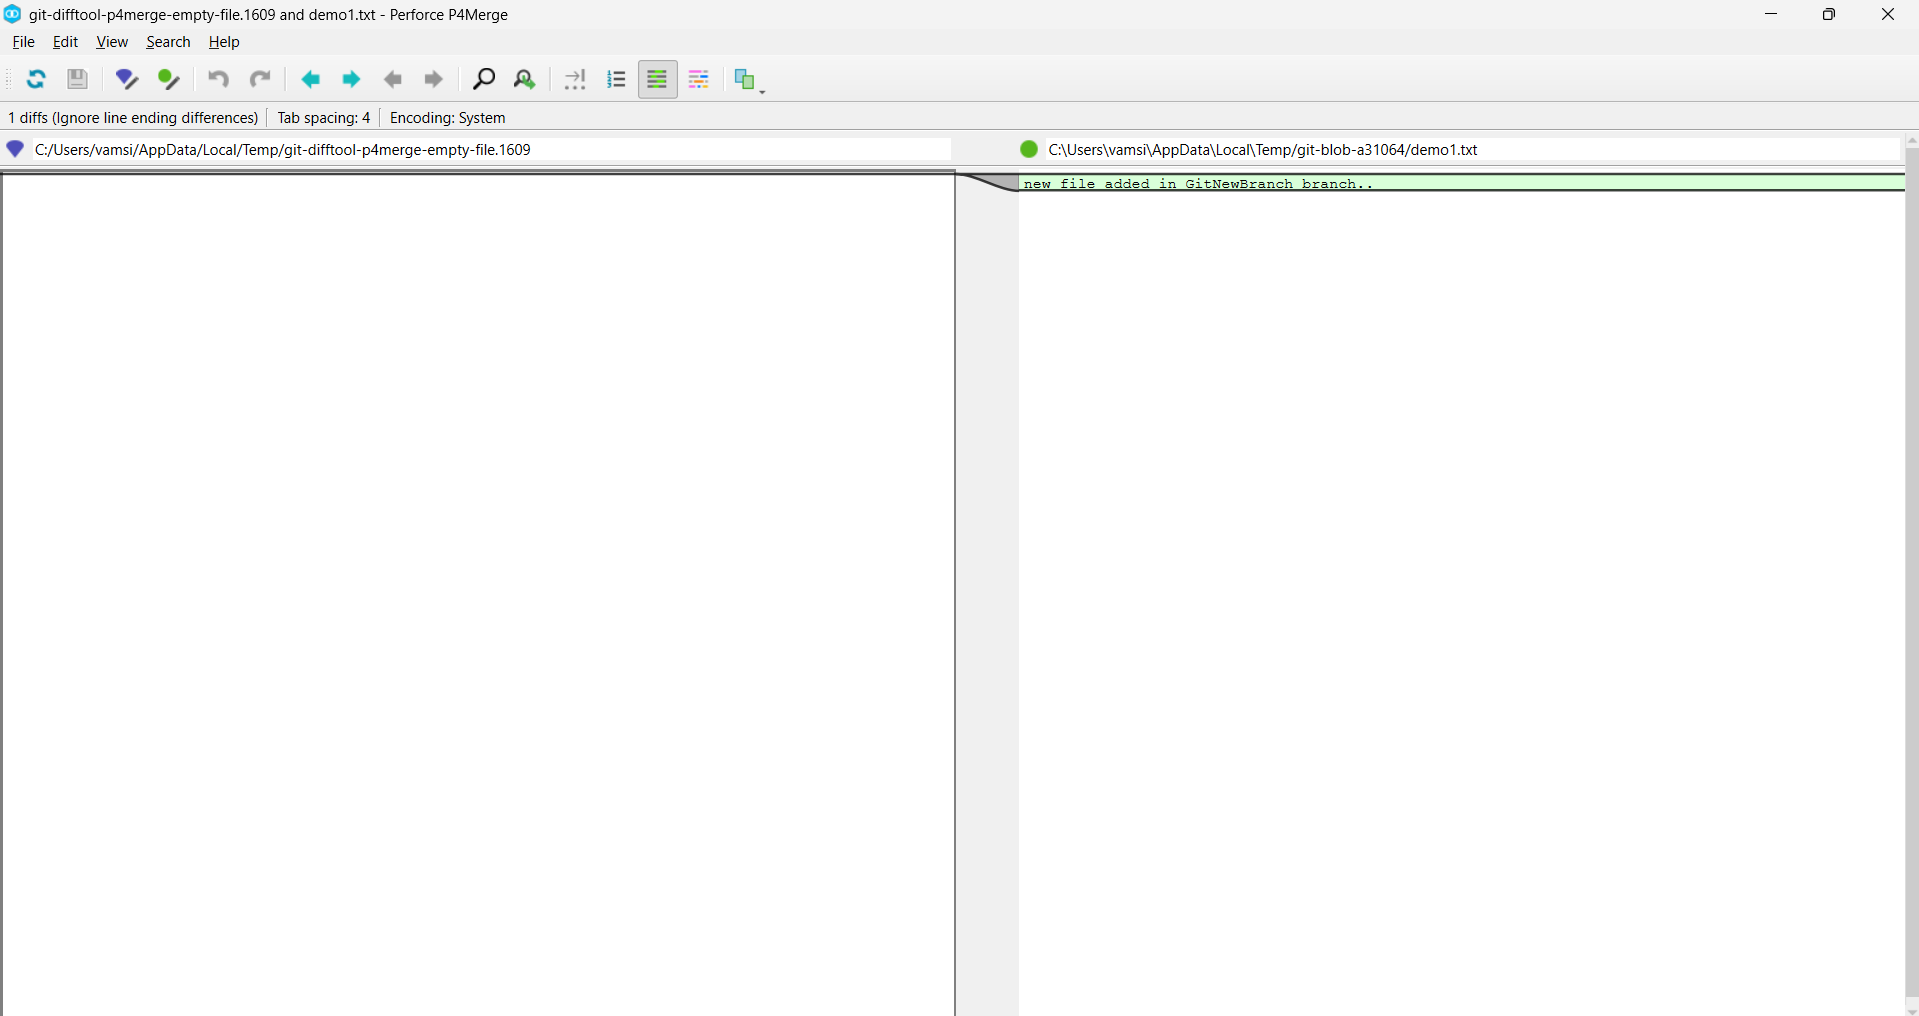 git-difftool-p4merge-empty-file.1609 and demo1.txt - Perforce P4Merge
File Edit View Search Help
1 diffs (Ignore line ending differences) Tab spacing: 4 Encoding: System
C:/Users/vamsi/AppData/Local/Temp/git-difftool-p4merge-empty-file.1609 C:\Users\vamsi\AppData\Local\Temp/git-blob-a31064/demo1.txt
new file added in GitNewBranch branch..